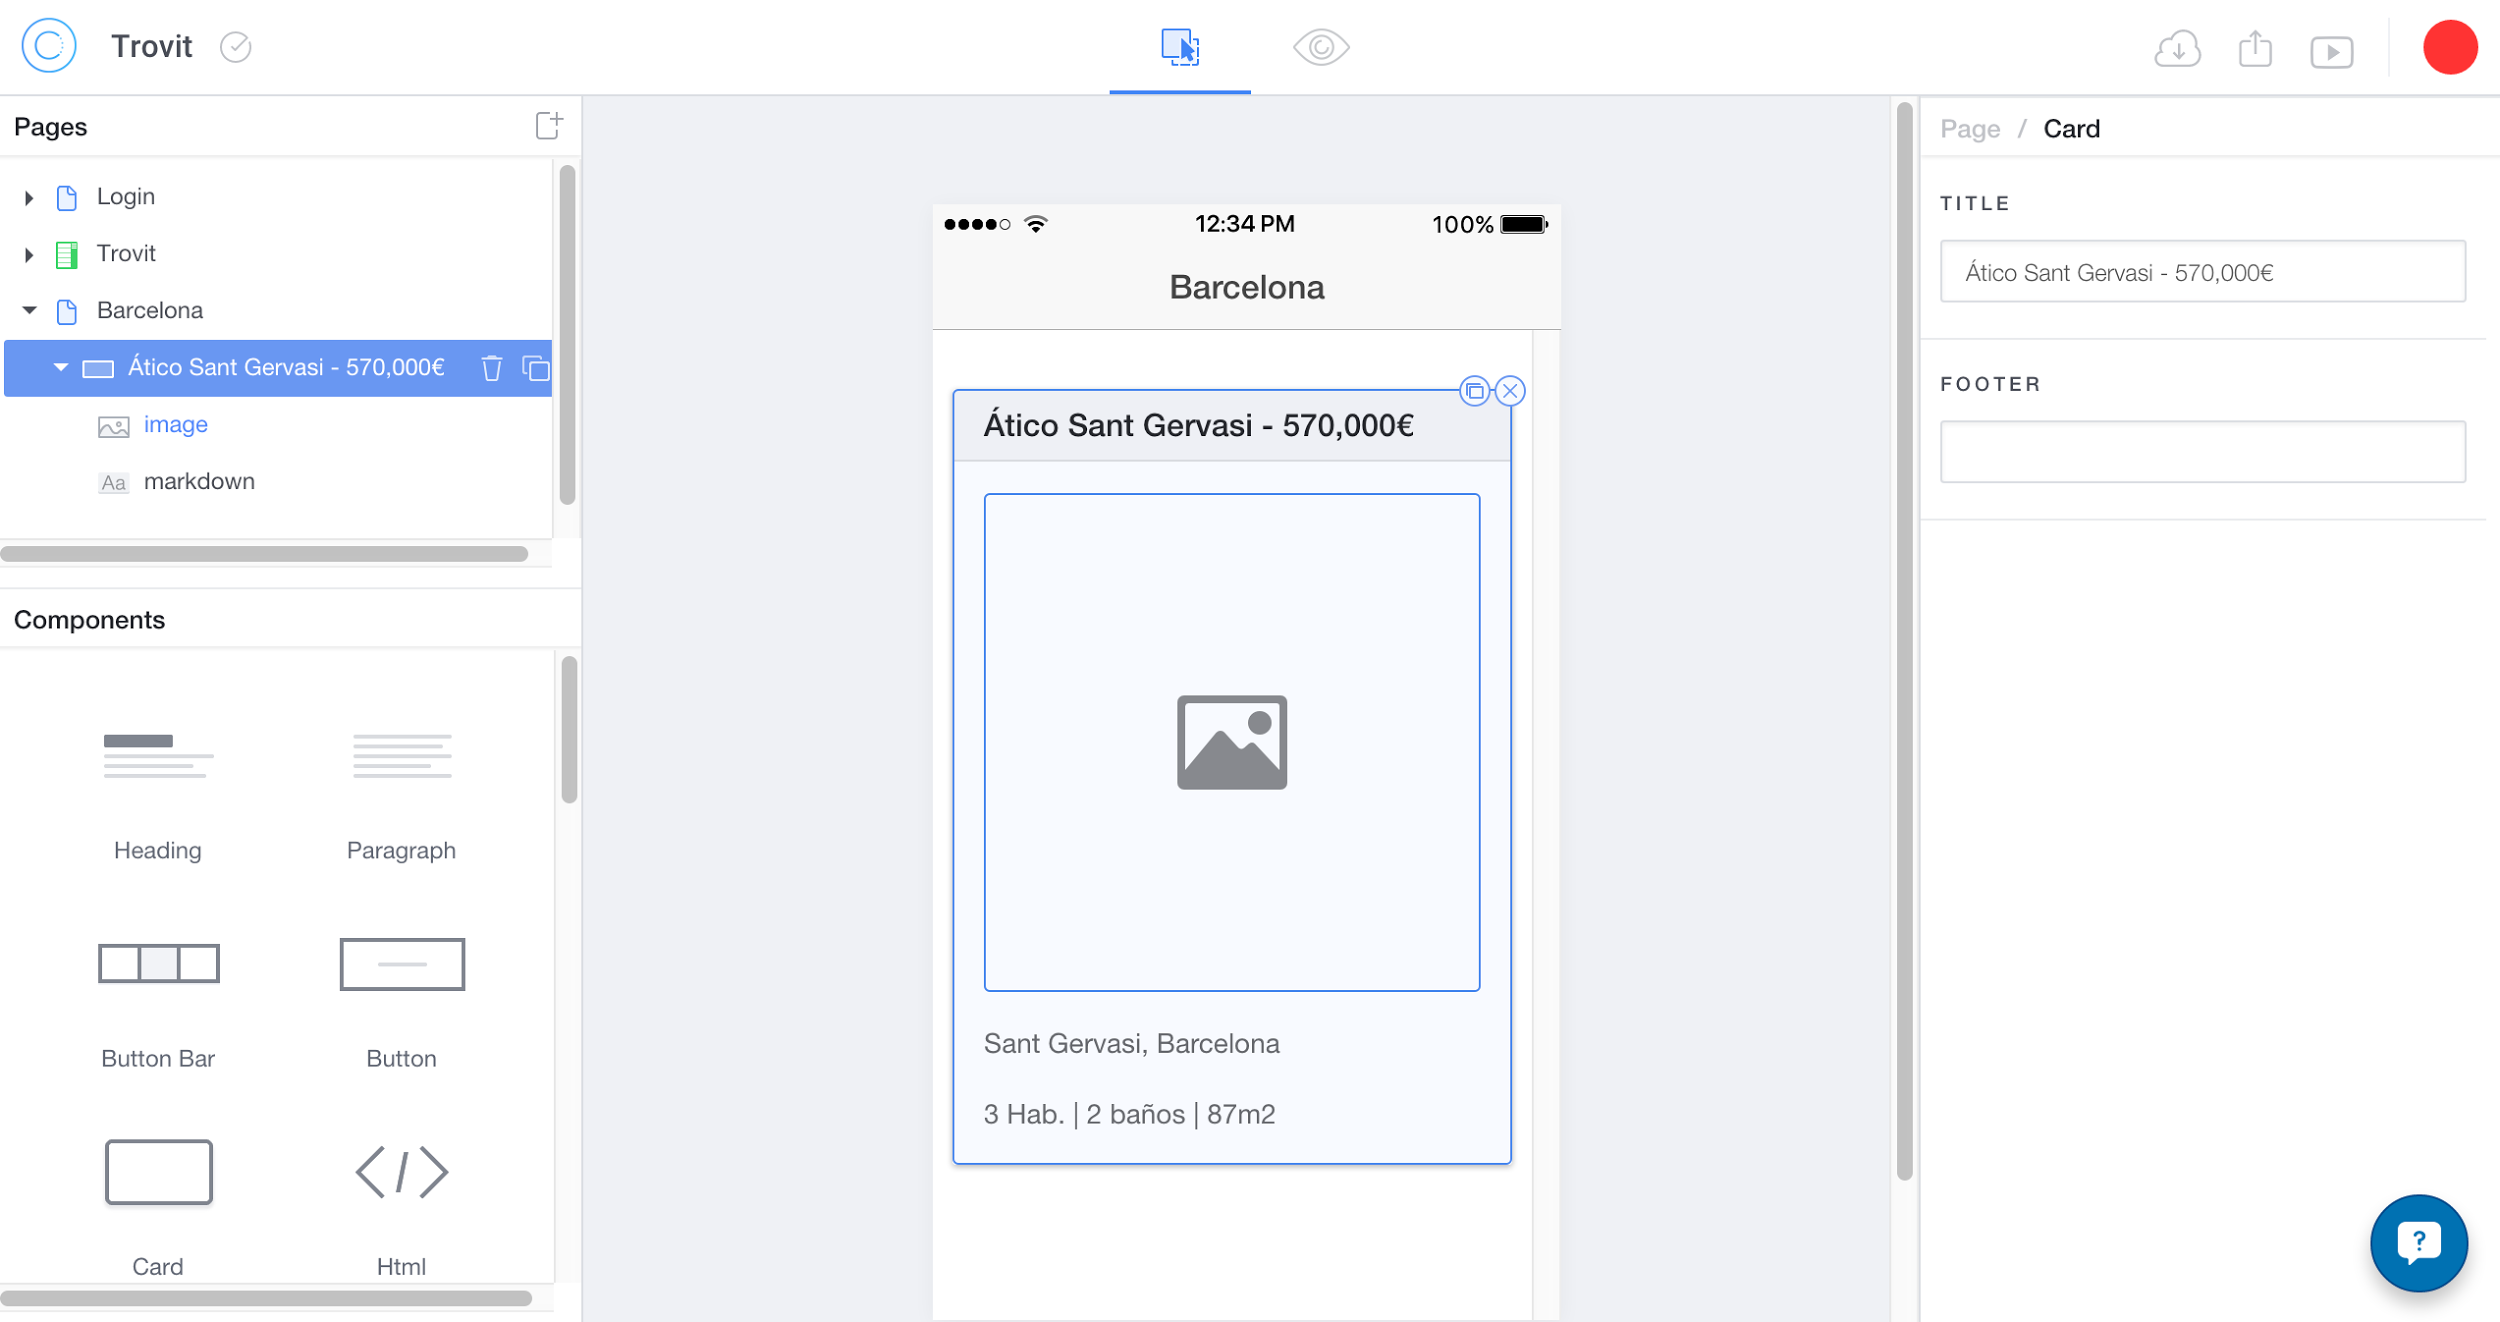 Trovit
Pages
Login
Trovit
Barcelona
Ático Sant Gervasi - 570,000€
image
Aa markdown
Components
Heading
Paragraph
Button Bar
Button
Card
</>
Html
12:34 PM
100%
Barcelona
Ático Sant Gervasi - 570,000€
Sant Gervasi, Barcelona
3 Hab. | 2 baños | 87m2
Page / Card
TITLE
Ático Sant Gervasi - 570,000€
FOOTER
?